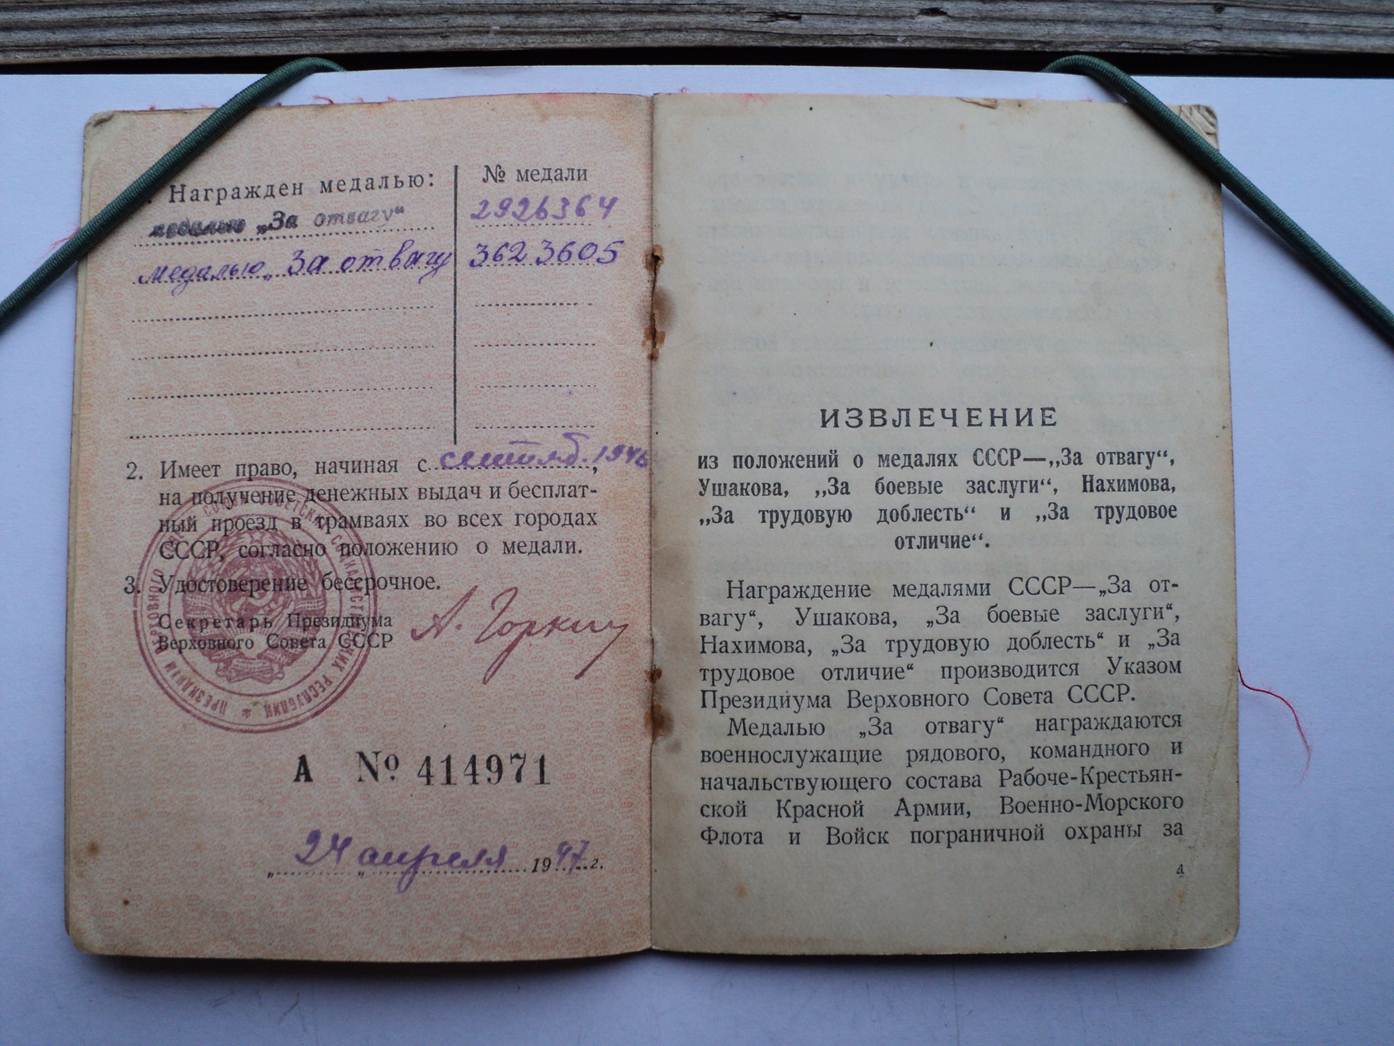 Награжден медалью: № медали
медалью „За отвагу“ 2926364
медалью „За отвагу 3623605
2. Имеет право, начиная с сентяб. 1946,
на получение денежных выдач и бесплат-
ный проезд в трамваях во всех городах
СССР, согласно положению о медали.
3. Удостоверение бессрочное.
Секретарь Президиума
Верховного Совета СССР
А. Горкин
А № 414971
„24 апреля 1947 г.
ИЗВЛЕЧЕНИЕ
из положений о медалях СССР—„За отвагу“,
Ушакова, „За боевые заслуги“, Нахимова,
„За трудовую доблесть“ и „За трудовое
отличие“.
Награждение медалями СССР—„За от-
вагу“, Ушакова, „За боевые заслуги“,
Нахимова, „За трудовую доблесть“ и „За
трудовое отличие“ производится Указом
Президиума Верховного Совета СССР.
Медалью „За отвагу“ награждаются
военнослужащие рядового, командного и
начальствующего состава Рабоче-Крестьян-
ской Красной Армии, Военно-Морского
Флота и Войск пограничной охраны за
4